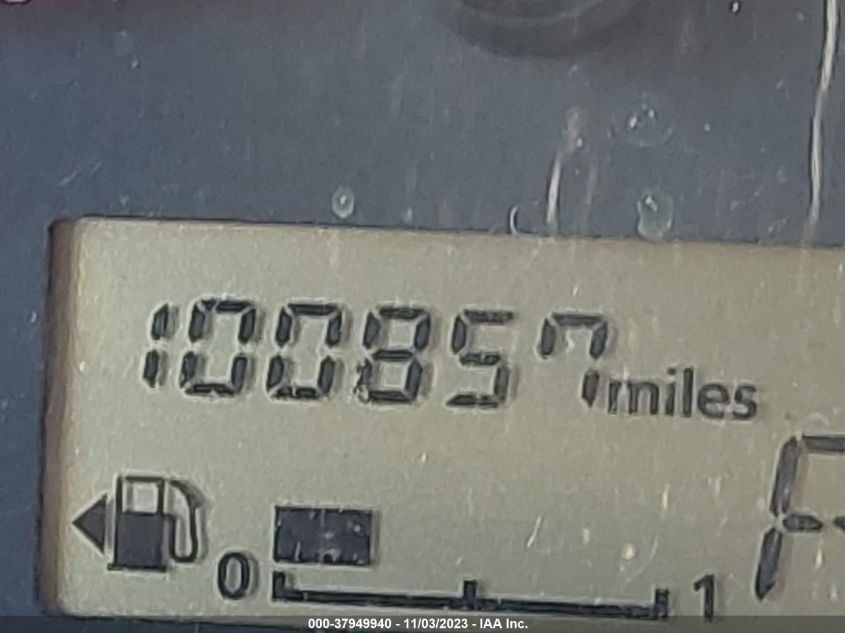 100857 miles
F
0 1
000-37949940 - 11/03/2023 - IAA Inc.